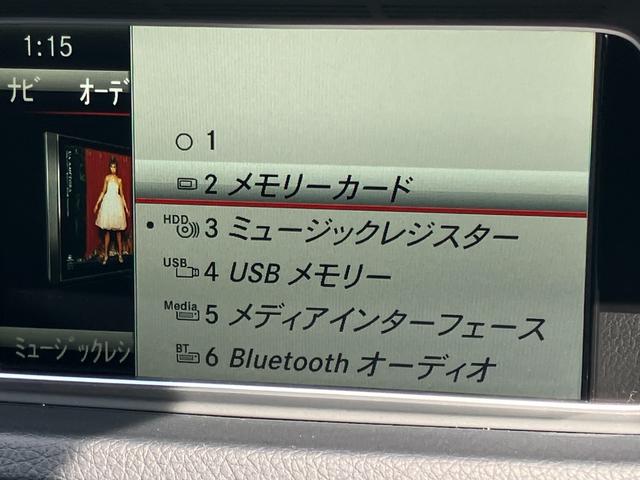 1:15
ナビ オーデ
1
2 メモリーカード
HDD 3 ミュージックレジスター
USB 4 USB メモリー
Media 5 メディアインターフェース
BT 6 Bluetooth オーディオ
ミュージックレジ